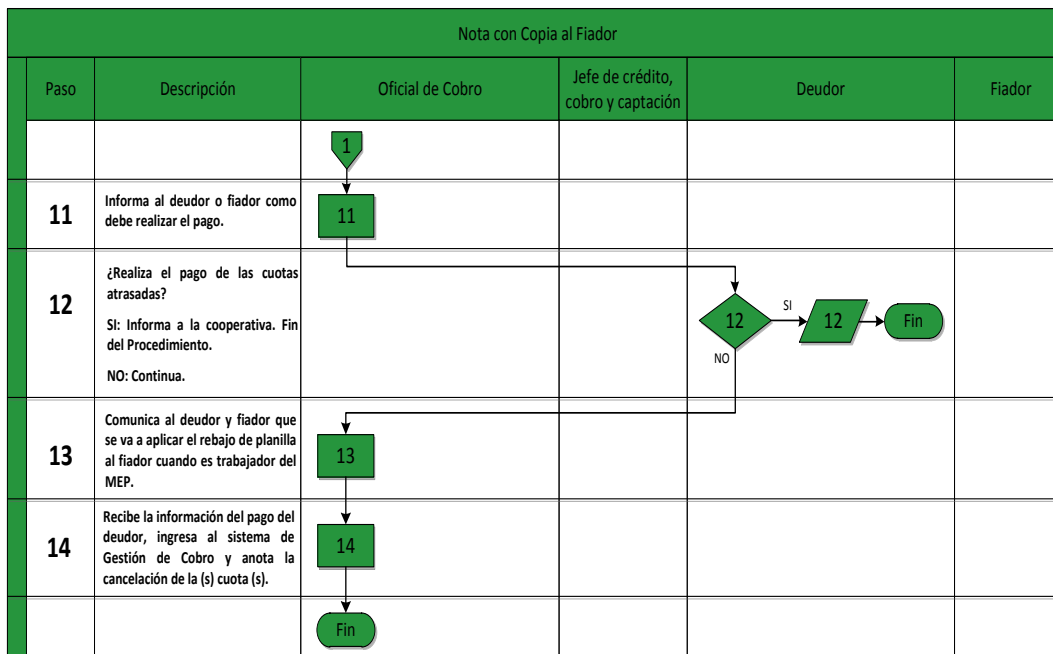 Nota con Copia al Fiador
Paso
Descripción
Oficial de Cobro
Jefe de crédito,
cobro y captación
Deudor
Fiador
1
11
Informa al deudor o fiador como
debe realizar el pago.
11
12
¿Realiza el pago de las cuotas
atrasadas?
SI: Informa a la cooperativa. Fin
del Procedimiento.
NO: Continua.
12
SI
12
Fin
NO
13
Comunica al deudor y fiador que
se va a aplicar el rebajo de planilla
al fiador cuando es trabajador del
MEP.
13
14
Recibe la información del pago del
deudor, ingresa al sistema de
Gestión de Cobro y anota la
cancelación de la (s) cuota (s).
14
Fin